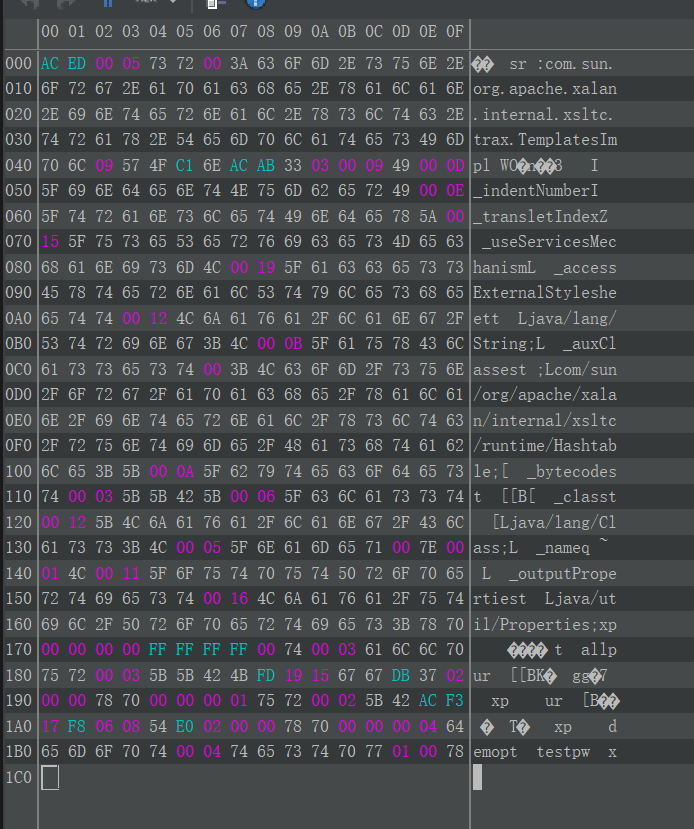 00 01 02 03 04 05 06 07 08 09 0A 0B 0C 0D 0E 0F
000 AC ED 00 05 73 72 00 3A 63 6F 6D 2E 73 75 6E 2E �� sr :com.sun.
010 6F 72 67 2E 61 70 61 63 68 65 2E 78 61 6C 61 6E org.apache.xalan
020 2E 69 6E 74 65 72 6E 61 6C 2E 78 73 6C 74 63 2E .internal.xsltc.
030 74 72 61 78 2E 54 65 6D 70 6C 61 74 65 73 49 6D trax.TemplatesIm
040 70 6C 09 57 4F C1 6E AC AB 33 03 00 09 49 00 0D pl WO�n��3 I
050 5F 69 6E 64 65 6E 74 4E 75 6D 62 65 72 49 00 0E _indentNumberI
060 5F 74 72 61 6E 73 6C 65 74 49 6E 64 65 78 5A 00 _transletIndexZ
070 15 5F 75 73 65 53 65 72 76 69 63 65 73 4D 65 63 _useServicesMec
080 68 61 6E 69 73 6D 4C 00 19 5F 61 63 63 65 73 73 hanismL _access
090 45 78 74 65 72 6E 61 6C 53 74 79 6C 65 73 68 65 ExternalStyleshe
0A0 65 74 74 00 12 4C 6A 61 76 61 2F 6C 61 6E 67 2F ett Ljava/lang/
0B0 53 74 72 69 6E 67 3B 4C 00 0B 5F 61 75 78 43 6C String;L _auxCl
0C0 61 73 73 65 73 74 00 3B 4C 63 6F 6D 2F 73 75 6E assest ;Lcom/sun
0D0 2F 6F 72 67 2F 61 70 61 63 68 65 2F 78 61 6C 61 /org/apache/xala
0E0 6E 2F 69 6E 74 65 72 6E 61 6C 2F 78 73 6C 74 63 n/internal/xsltc
0F0 2F 72 75 6E 74 69 6D 65 2F 48 61 73 68 74 61 62 /runtime/Hashtab
100 6C 65 3B 5B 00 0A 5F 62 79 74 65 63 6F 64 65 73 le;[ _bytecodes
110 74 00 03 5B 5B 42 5B 00 06 5F 63 6C 61 73 73 74 t [[B[ _classt
120 00 12 5B 4C 6A 61 76 61 2F 6C 61 6E 67 2F 43 6C [Ljava/lang/Cl
130 61 73 73 3B 4C 00 05 5F 6E 61 6D 65 71 00 7E 00 ass;L _nameq ~
140 01 4C 00 11 5F 6F 75 74 70 75 74 50 72 6F 70 65 L _outputPrope
150 72 74 69 65 73 74 00 16 4C 6A 61 76 61 2F 75 74 rtiest Ljava/ut
160 69 6C 2F 50 72 6F 70 65 72 74 69 65 73 3B 78 70 il/Properties;xp
170 00 00 00 00 FF FF FF FF 00 74 00 03 61 6C 6C 70 ���� t allp
180 75 72 00 03 5B 5B 42 4B FD 19 15 67 67 DB 37 02 ur [[BK� gg�7
190 00 00 78 70 00 00 00 01 75 72 00 02 5B 42 AC F3 xp ur [B��
1A0 17 F8 06 08 54 E0 02 00 00 78 70 00 00 00 04 64 � T� xp d
1B0 65 6D 6F 70 74 00 04 74 65 73 74 70 77 01 00 78 emopt testpw x
1C0